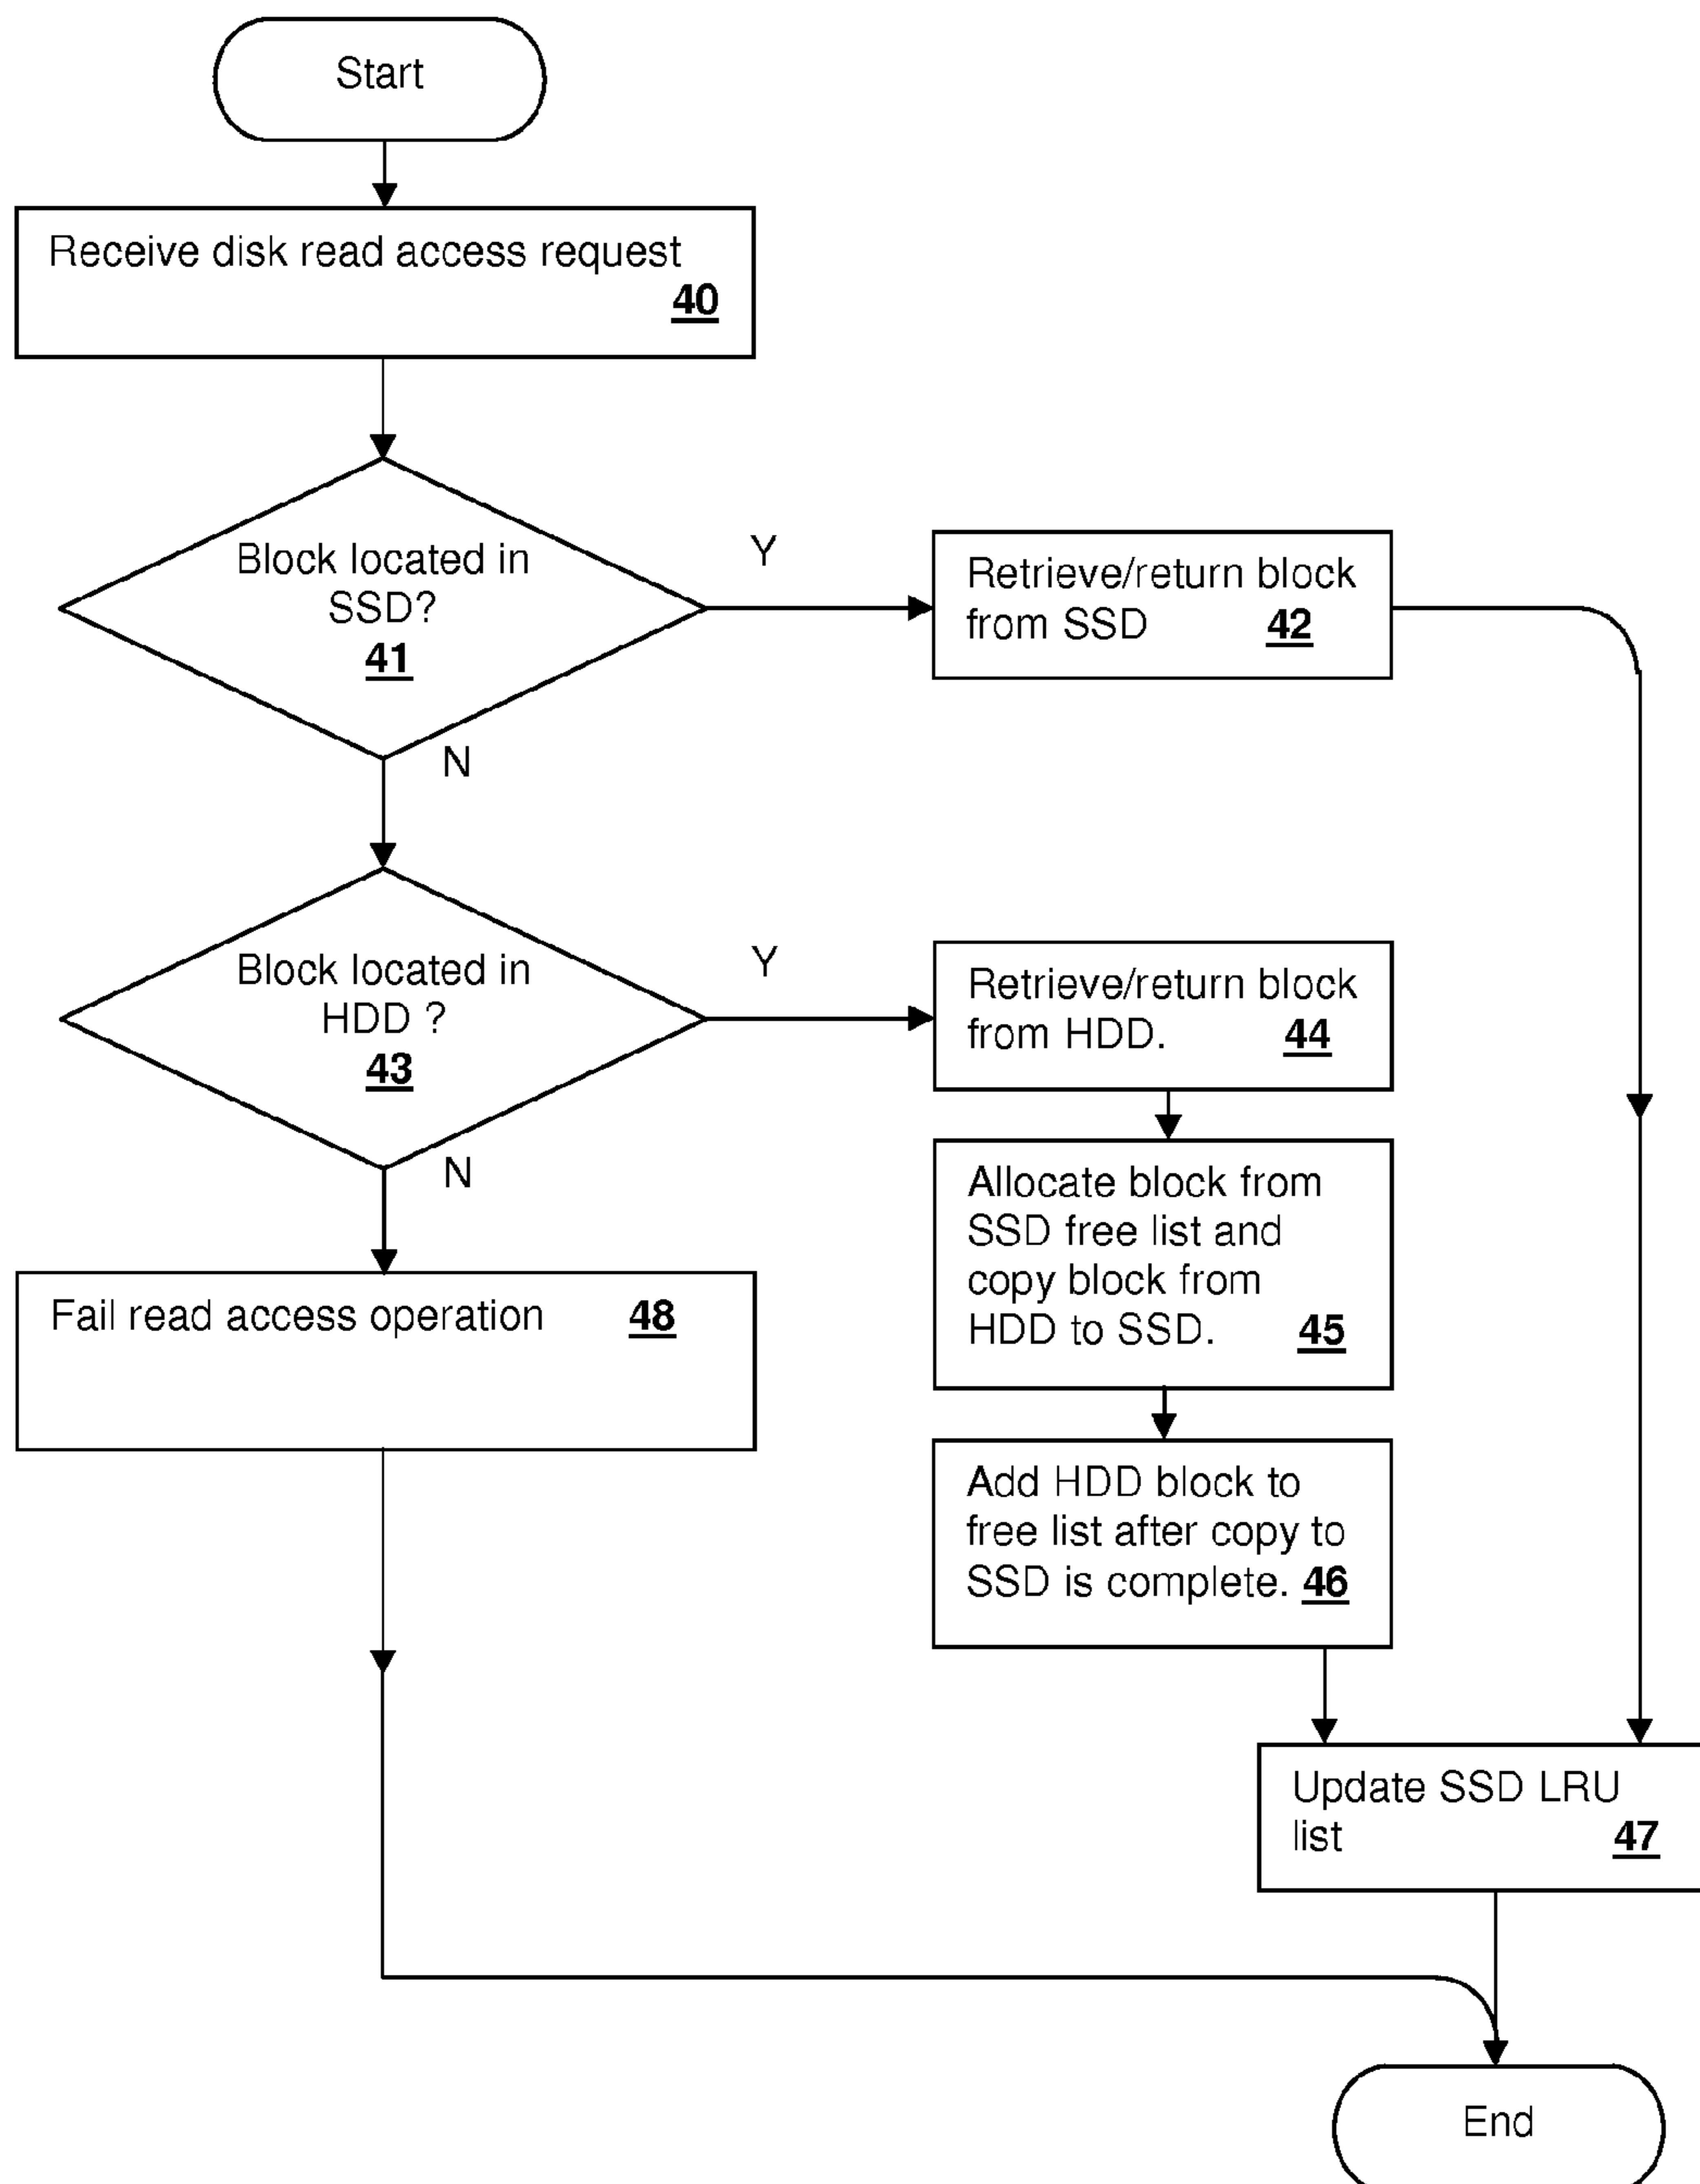 Start
Receive disk read access request
40
Block located in
SSD?
41
Y
Retrieve/return block
from SSD 42
N
Block located in
HDD ?
43
Y
Retrieve/return block
from HDD. 44
N
Allocate block from
SSD free list and
copy block from
HDD to SSD. 45
Fail read access operation 48
Add HDD block to
free list after copy to
SSD is complete. 46
Update SSD LRU
list 47
End